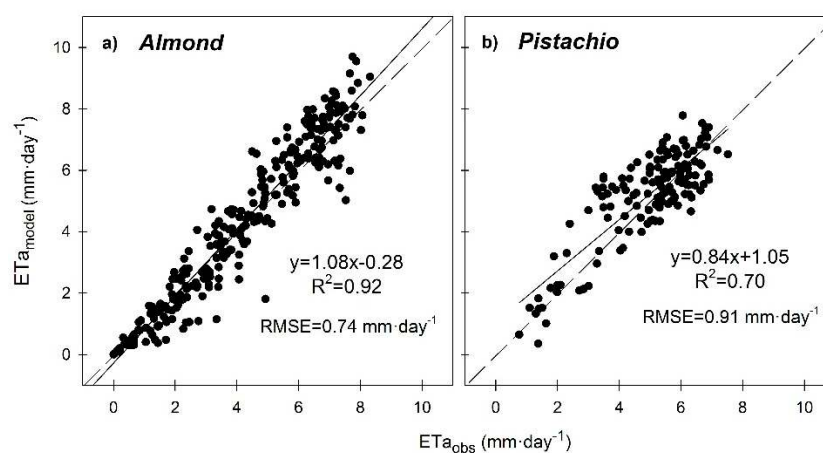 a) Almond
b) Pistachio
10
8
6
4
2
0
ETa_model (mm·day⁻¹)
y=1.08x-0.28
R²=0.92
RMSE=0.74 mm·day⁻¹
y=0.84x+1.05
R²=0.70
RMSE=0.91 mm·day⁻¹
0 2 4 6 8 10
0 2 4 6 8 10
ETa_obs (mm·day⁻¹)